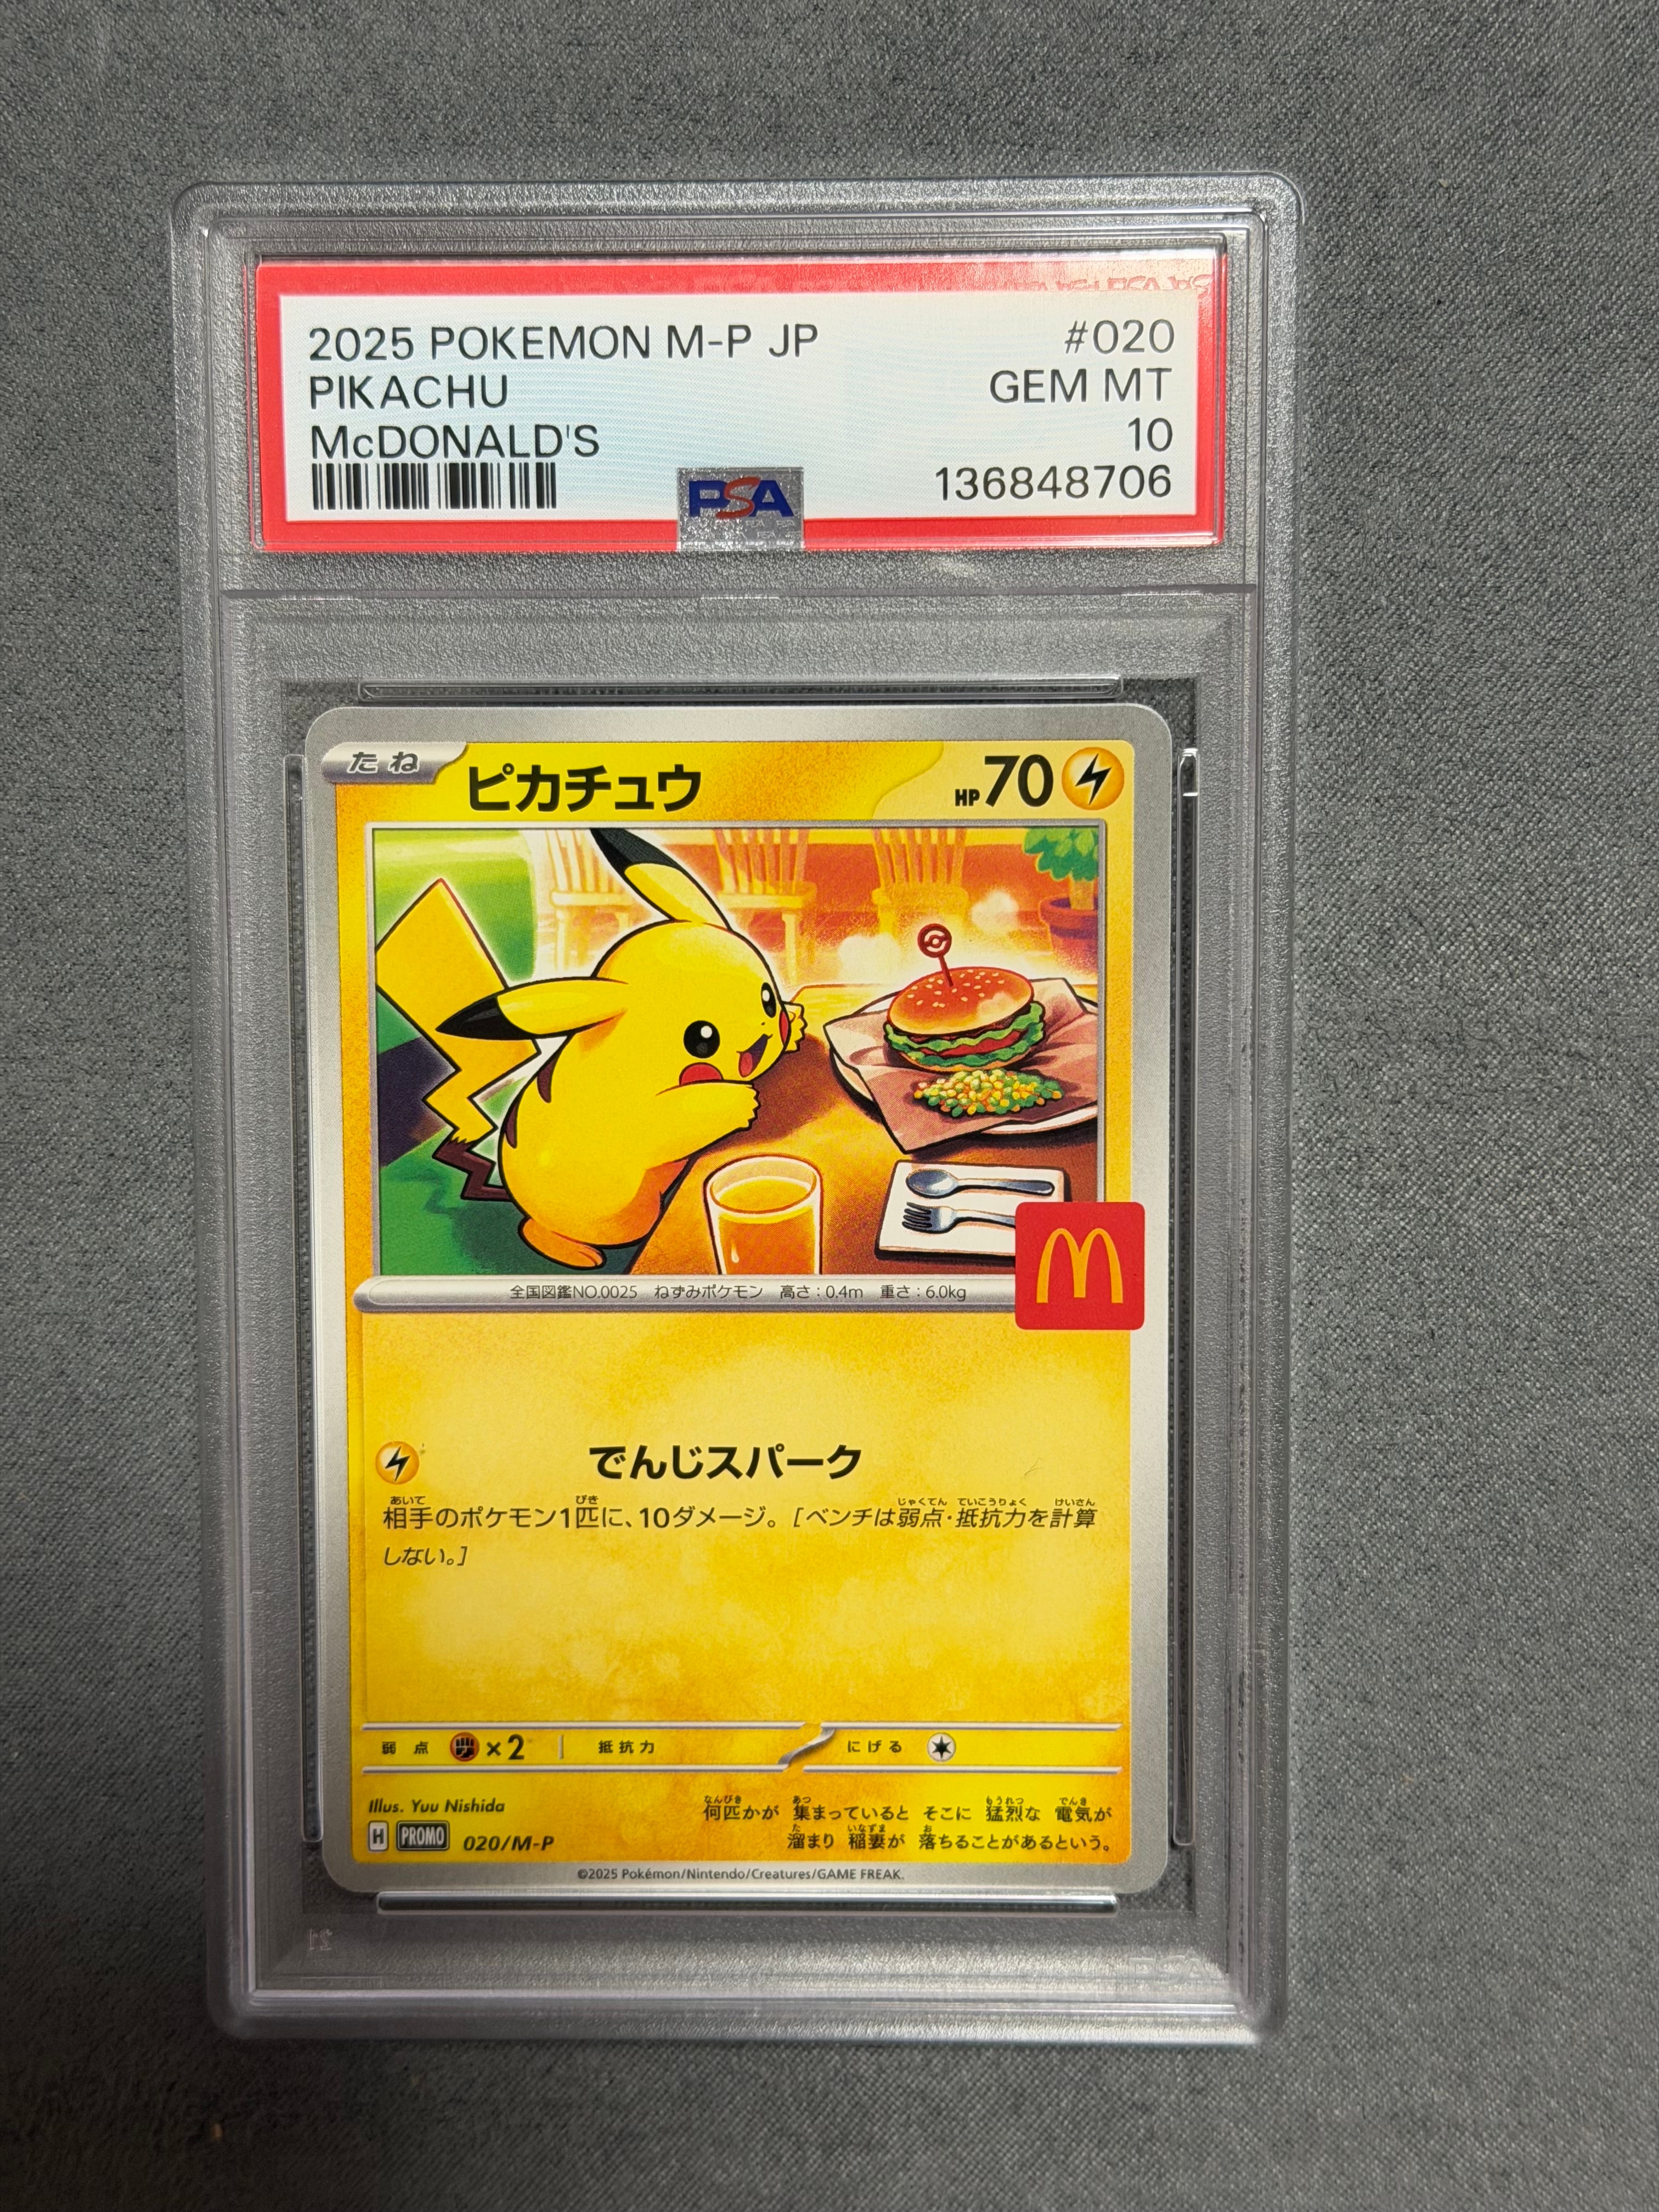 2025 POKEMON M-P JP #020
PIKACHU GEM MT
McDONALD'S 10
136848706
PSA
たね ピカチュウ HP70
全国図鑑NO.0025 ねずみポケモン 高さ:0.4m 重さ:6.0kg
でんじスパーク
相手のポケモン1匹に、10ダメージ。[ベンチは弱点・抵抗力を計算
しない。]
弱点 ×2 抵抗力 にげる
Illus. Yuu Nishida
何匹かが 集まっていると そこに 猛烈な 電気が
溜まり 稲妻が 落ちることがあるという。
H PROMO 020/M-P
©2025 Pokémon/Nintendo/Creatures/GAME FREAK.